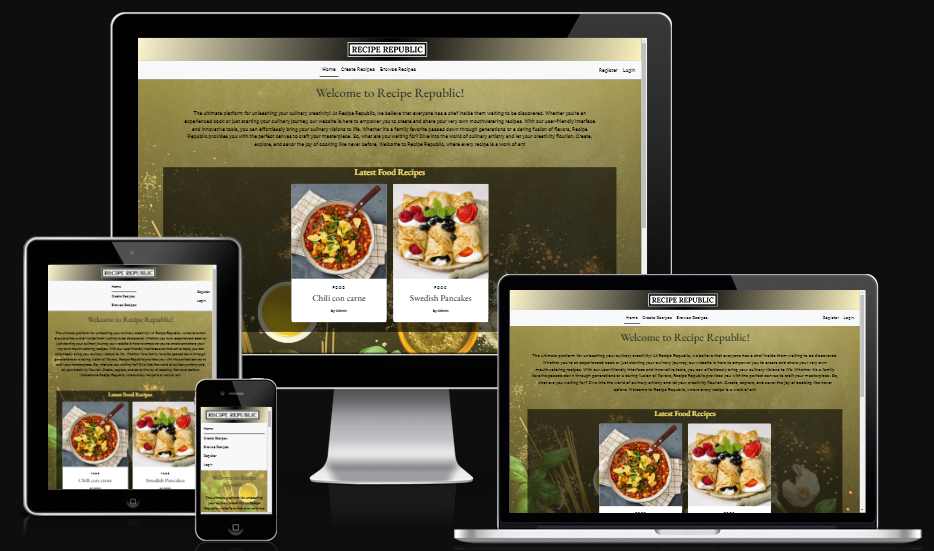 RECIPE REPUBLIC
Home Create Recipes Browse Recipes Register Login
Welcome to Recipe Republic!
The ultimate platform for unleashing your culinary creativity! At Recipe Republic, we believe that everyone has a chef inside them waiting to be discovered. Whether you're an
experienced cook or just starting your culinary journey, our website is here to empower you to create and share your very own mouthwatering recipes. With our user-friendly interface
and innovative tools, you can effortlessly bring your culinary visions to life. Whether it's a family favorite passed down through generations or a daring fusion of flavors, Recipe
Republic provides you with the perfect canvas to craft your masterpiece. So, what are you waiting for? Dive into the world of culinary artistry and let your creativity flourish. Create,
explore, and savor the joy of cooking like never before. Welcome to Recipe Republic, where every recipe is a work of art!
Latest Food Recipes
FOOD FOOD
Chili con carne Swedish Pancakes
by Admin by Admin
RECIPE REPUBLIC
Home
Create Recipes
Browse Recipes
Register
Login
Welcome to Recipe Republic!
Latest Food Recipes
FOOD FOOD
Chili con carne Swedish Pancakes
RECIPE REPUBLIC
Home
Create Recipes
Browse Recipes
Register
Login
Welcome to Recipe
Republic!
The ultimate platform for unleashing
RECIPE REPUBLIC
Home Create Recipes Browse Recipes Register Login
Welcome to Recipe Republic!
The ultimate platform for unleashing your culinary creativity! At Recipe Republic, we believe that everyone has a chef inside them waiting to be discovered.
Whether you're an experienced cook or just starting your culinary journey, our website is here to empower you to create and share your very own
mouthwatering recipes. With our user-friendly interface and innovative tools, you can effortlessly bring your culinary visions to life. Whether it's a family
favorite passed down through generations or a daring fusion of flavors, Recipe Republic provides you with the perfect canvas to craft your masterpiece. So,
what are you waiting for? Dive into the world of culinary artistry and let your creativity flourish. Create, explore, and savor the joy of cooking like never
before. Welcome to Recipe Republic, where every recipe is a work of art!
Latest Food Recipes